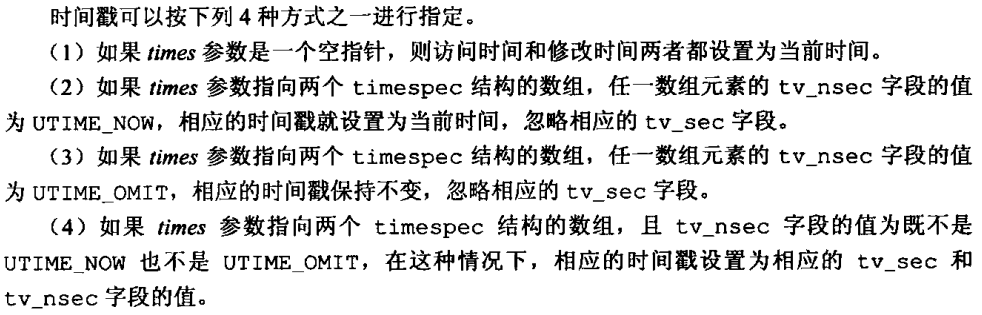 时间戳可以按下列 4 种方式之一进行指定。
（1）如果 times 参数是一个空指针，则访问时间和修改时间两者都设置为当前时间。
（2）如果 times 参数指向两个 timespec 结构的数组，任一数组元素的 tv_nsec 字段的值
为 UTIME_NOW，相应的时间戳就设置为当前时间，忽略相应的 tv_sec 字段。
（3）如果 times 参数指向两个 timespec 结构的数组，任一数组元素的 tv_nsec 字段的值
为 UTIME_OMIT，相应的时间戳保持不变，忽略相应的 tv_sec 字段。
（4）如果 times 参数指向两个 timespec 结构的数组，且 tv_nsec 字段的值为既不是
UTIME_NOW 也不是 UTIME_OMIT，在这种情况下，相应的时间戳设置为相应的 tv_sec 和
tv_nsec 字段的值。